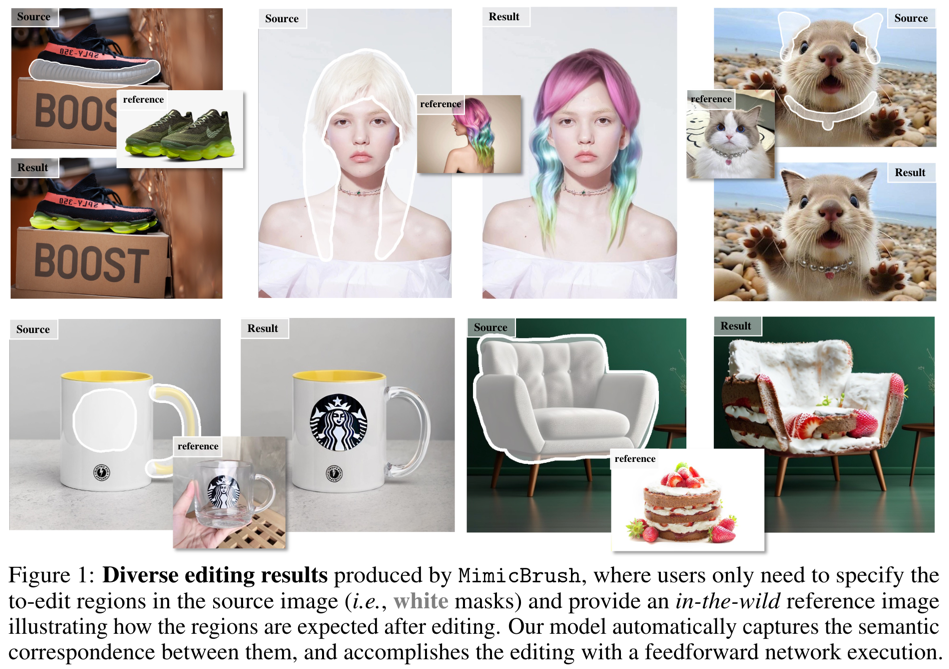 Source
reference
BOOST
Result
BOOST
Source
reference
Result
Source
reference
Result
Source
reference
Result
Source
reference
Result
Figure 1: Diverse editing results produced by MimicBrush, where users only need to specify the
to-edit regions in the source image (i.e., white masks) and provide an in-the-wild reference image
illustrating how the regions are expected after editing. Our model automatically captures the semantic
correspondence between them, and accomplishes the editing with a feedforward network execution.